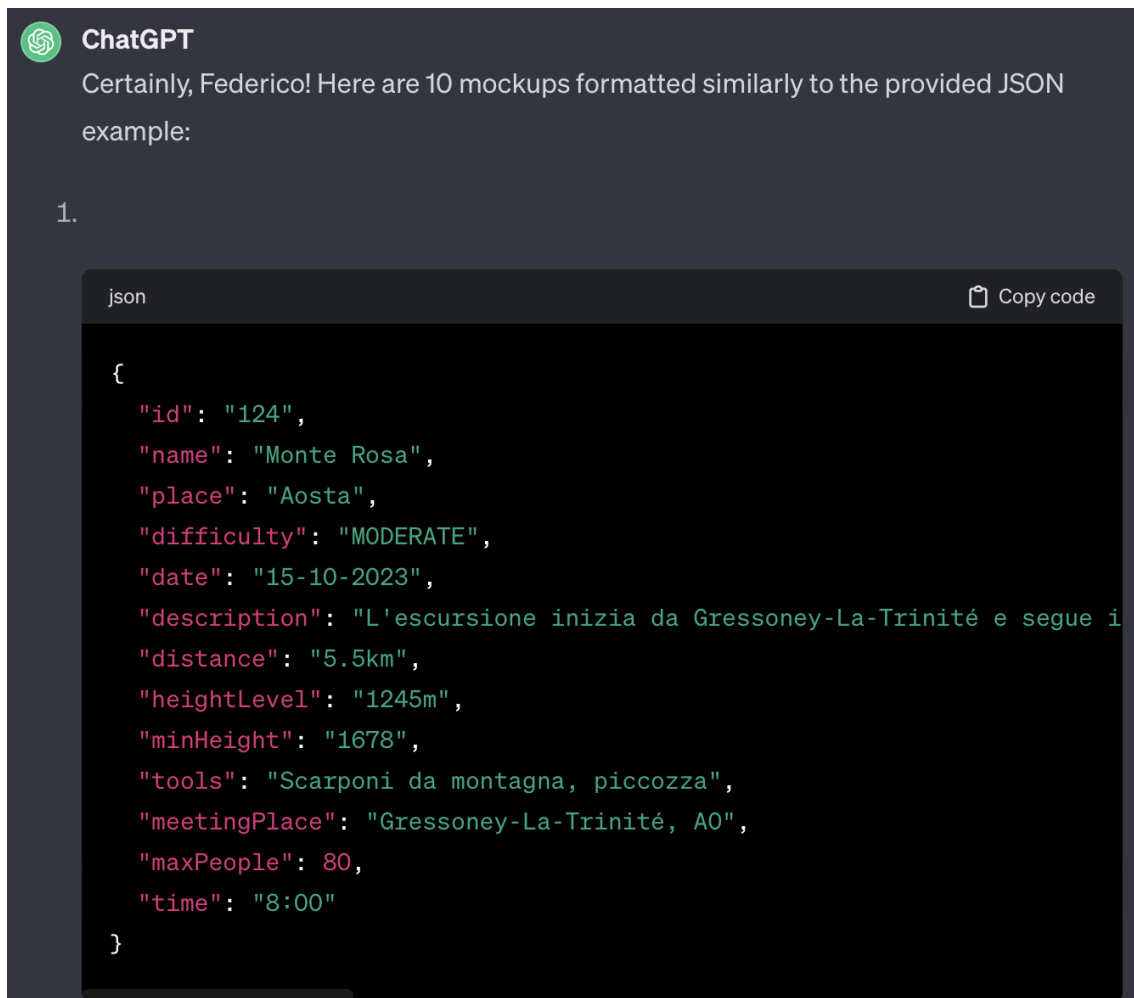 ChatGPT
Certainly, Federico! Here are 10 mockups formatted similarly to the provided JSON
example:
1.
json
Copy code
{
"id": "124",
"name": "Monte Rosa",
"place": "Aosta",
"difficulty": "MODERATE",
"date": "15-10-2023",
"description": "L'escursione inizia da Gressoney-La-Trinité e segue i
"distance": "5.5km",
"heightLevel": "1245m",
"minHeight": "1678",
"tools": "Scarponi da montagna, piccozza",
"meetingPlace": "Gressoney-La-Trinité, AO",
"maxPeople": 80,
"time": "8:00"
}